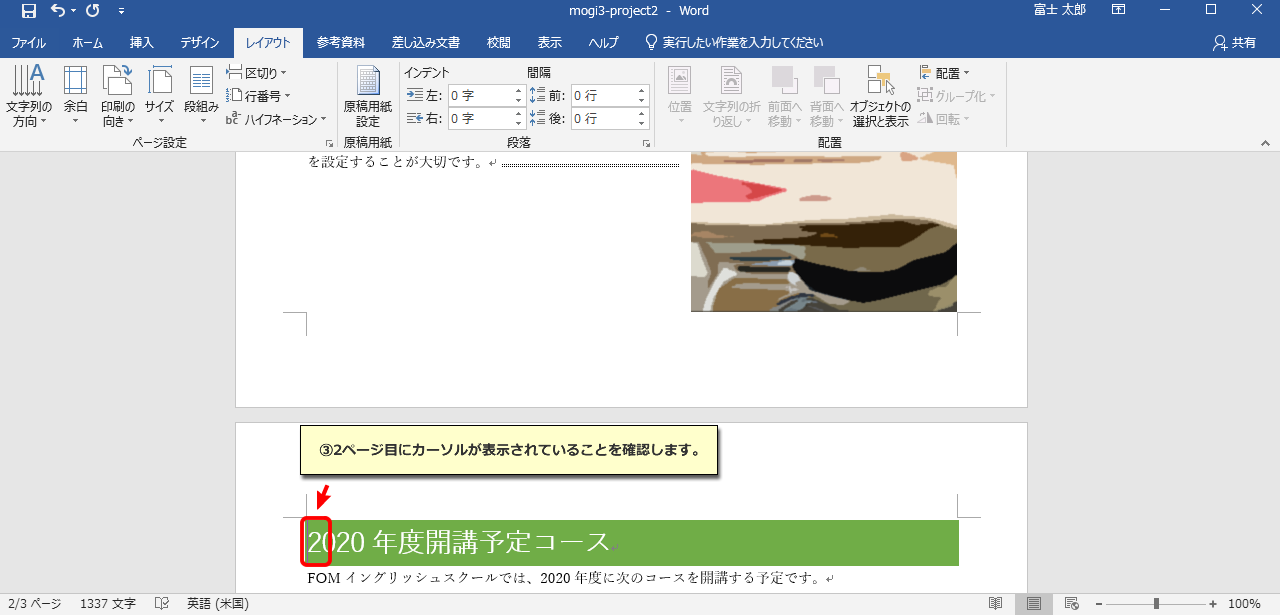 mogi3-project2 - Word
富士 太郎
ファイル ホーム 挿入 デザイン レイアウト 参考資料 差し込み文書 校閲 表示 ヘルプ 実行したい作業を入力してください 共有
文字列の方向
余白
印刷の向き
サイズ
段組み
区切り
行番号
ハイフネーション
ページ設定
原稿用紙設定
原稿用紙
インデント
左: 0 字
右: 0 字
間隔
前: 0 行
後: 0 行
段落
位置
文字列の折り返し
前面へ移動
背面へ移動
オブジェクトの選択と表示
配置
グループ化
回転
配置
を設定することが大切です。
③2ページ目にカーソルが表示されていることを確認します。
2020 年度開講予定コース
FOM イングリッシュスクールでは、2020 年度に次のコースを開講する予定です。
2/3 ページ 1337 文字 英語 (米国) 100%